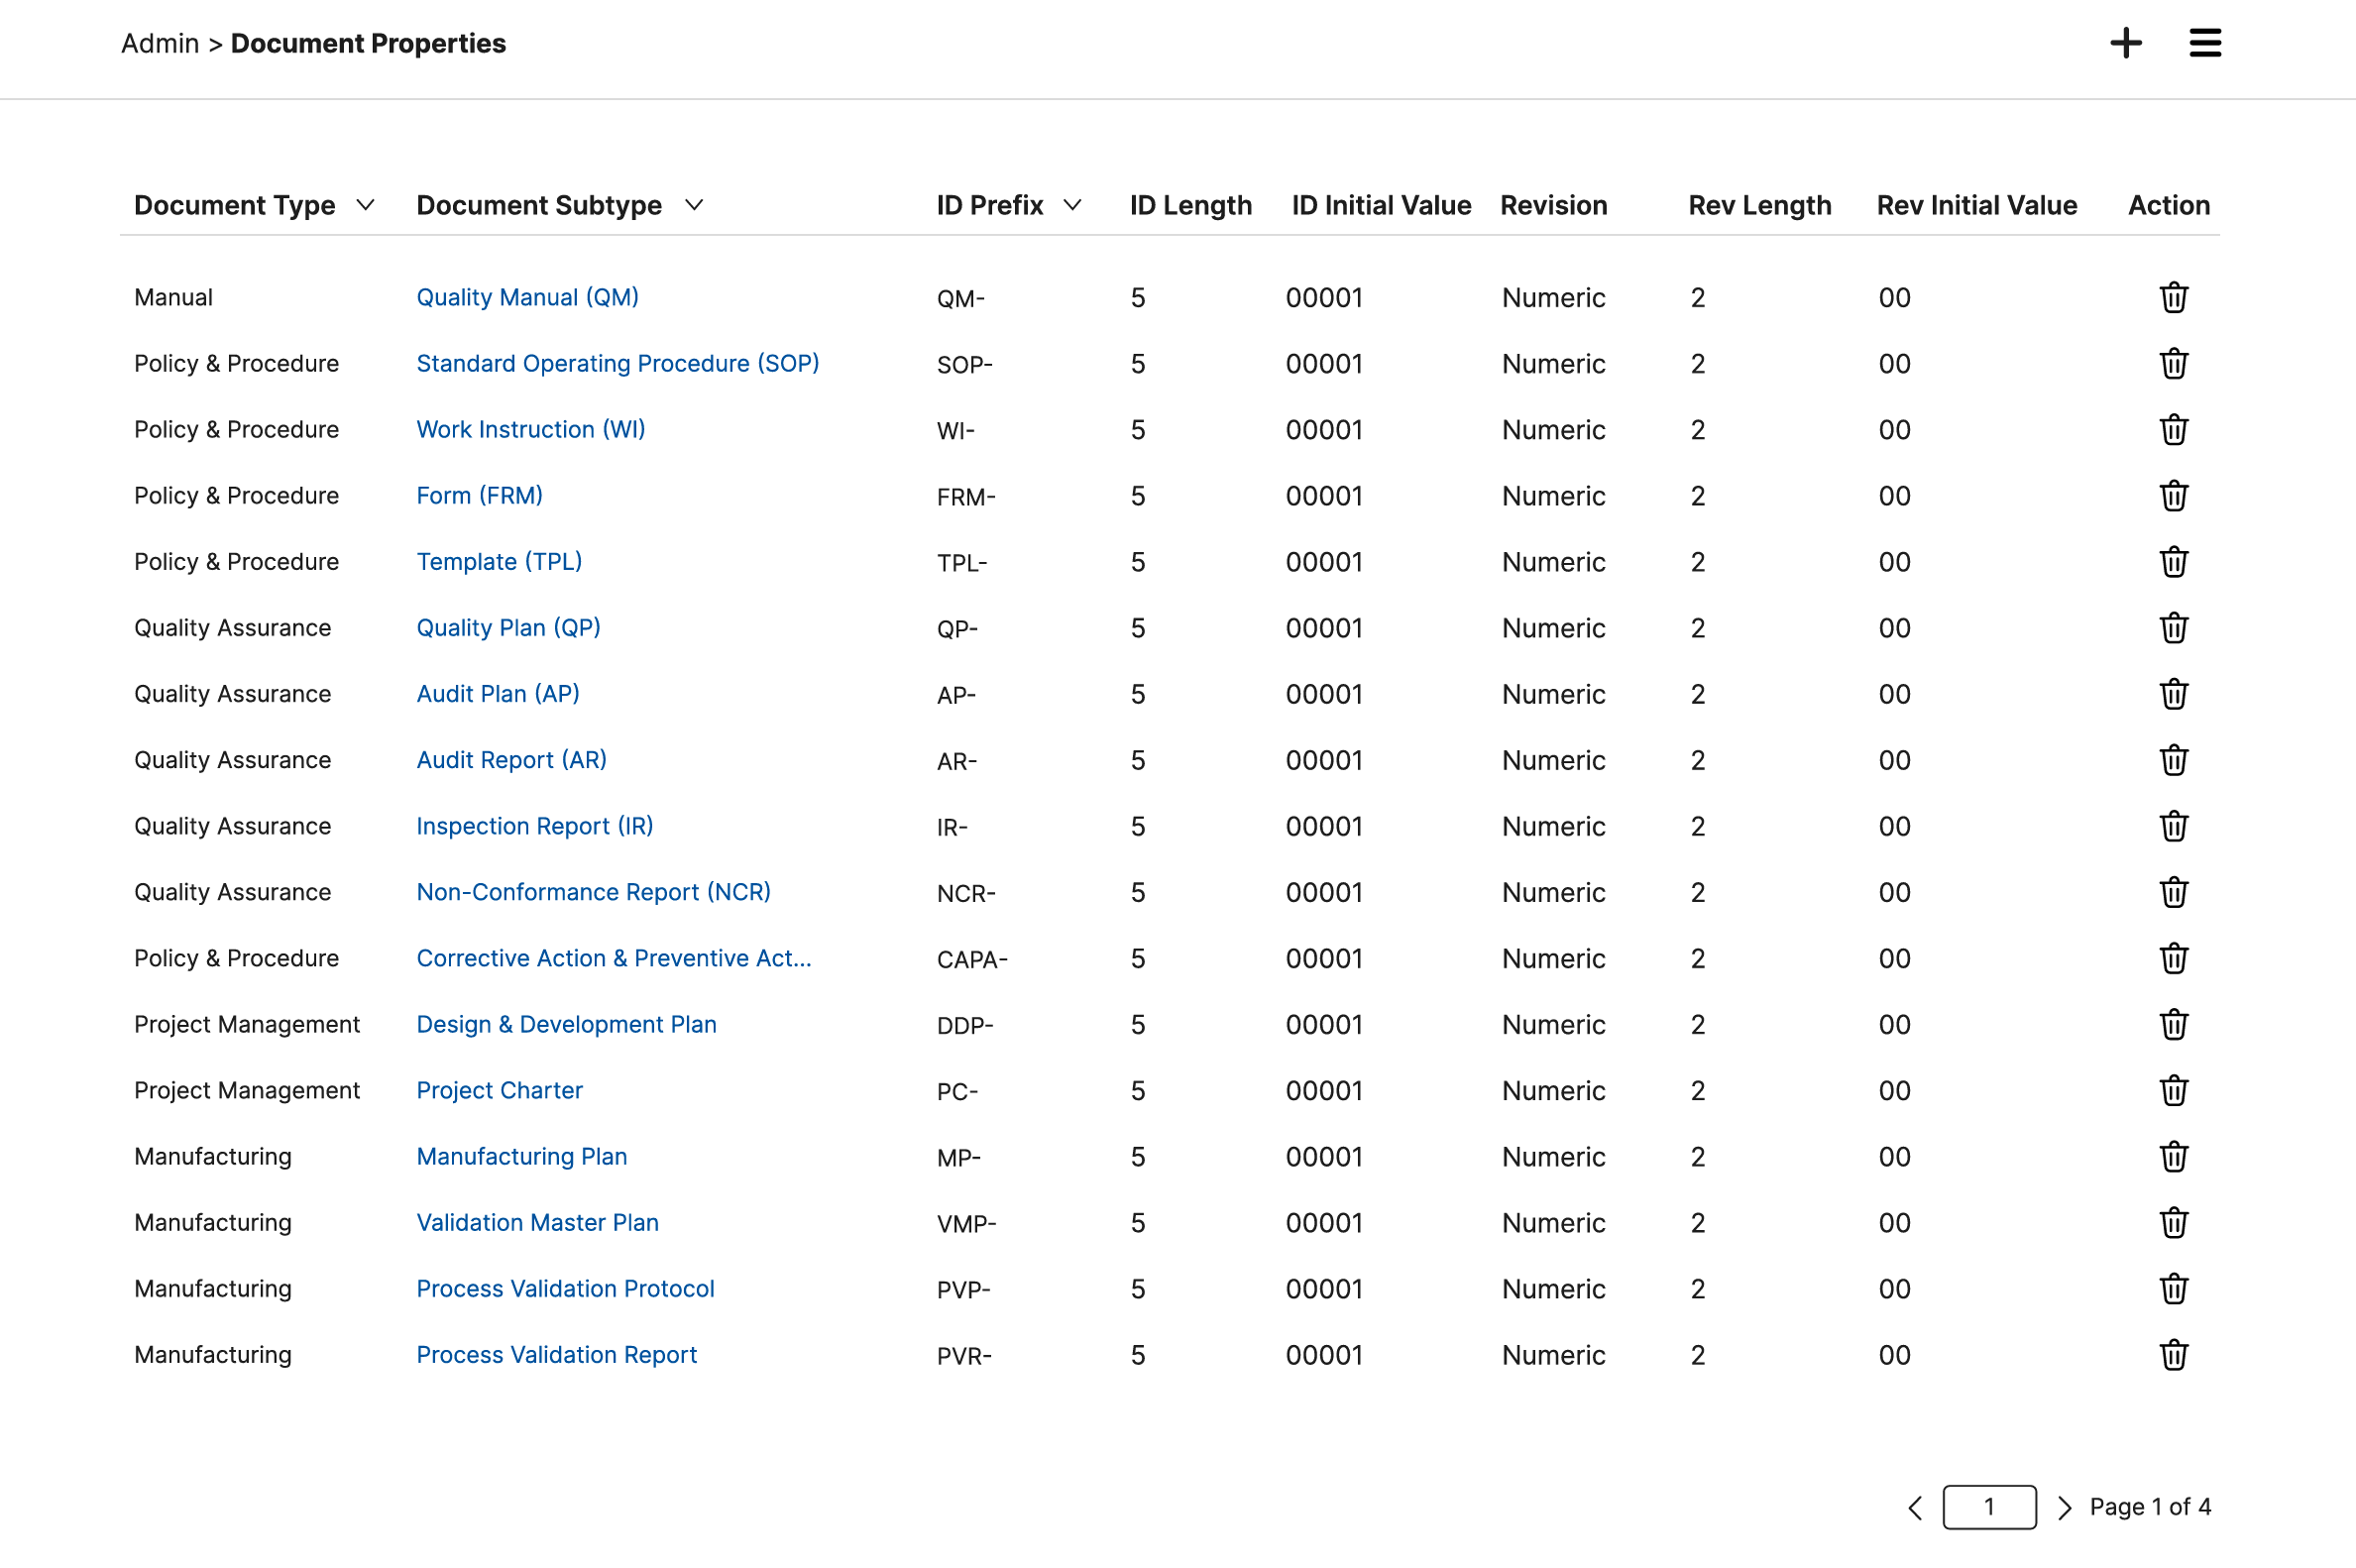 Admin > Document Properties
Document Type Document Subtype ID Prefix ID Length ID Initial Value Revision Rev Length Rev Initial Value Action
Manual Quality Manual (QM) QM- 5 00001 Numeric 2 00
Policy & Procedure Standard Operating Procedure (SOP) SOP- 5 00001 Numeric 2 00
Policy & Procedure Work Instruction (WI) WI- 5 00001 Numeric 2 00
Policy & Procedure Form (FRM) FRM- 5 00001 Numeric 2 00
Policy & Procedure Template (TPL) TPL- 5 00001 Numeric 2 00
Quality Assurance Quality Plan (QP) QP- 5 00001 Numeric 2 00
Quality Assurance Audit Plan (AP) AP- 5 00001 Numeric 2 00
Quality Assurance Audit Report (AR) AR- 5 00001 Numeric 2 00
Quality Assurance Inspection Report (IR) IR- 5 00001 Numeric 2 00
Quality Assurance Non-Conformance Report (NCR) NCR- 5 00001 Numeric 2 00
Policy & Procedure Corrective Action & Preventive Act... CAPA- 5 00001 Numeric 2 00
Project Management Design & Development Plan DDP- 5 00001 Numeric 2 00
Project Management Project Charter PC- 5 00001 Numeric 2 00
Manufacturing Manufacturing Plan MP- 5 00001 Numeric 2 00
Manufacturing Validation Master Plan VMP- 5 00001 Numeric 2 00
Manufacturing Process Validation Protocol PVP- 5 00001 Numeric 2 00
Manufacturing Process Validation Report PVR- 5 00001 Numeric 2 00
1 Page 1 of 4